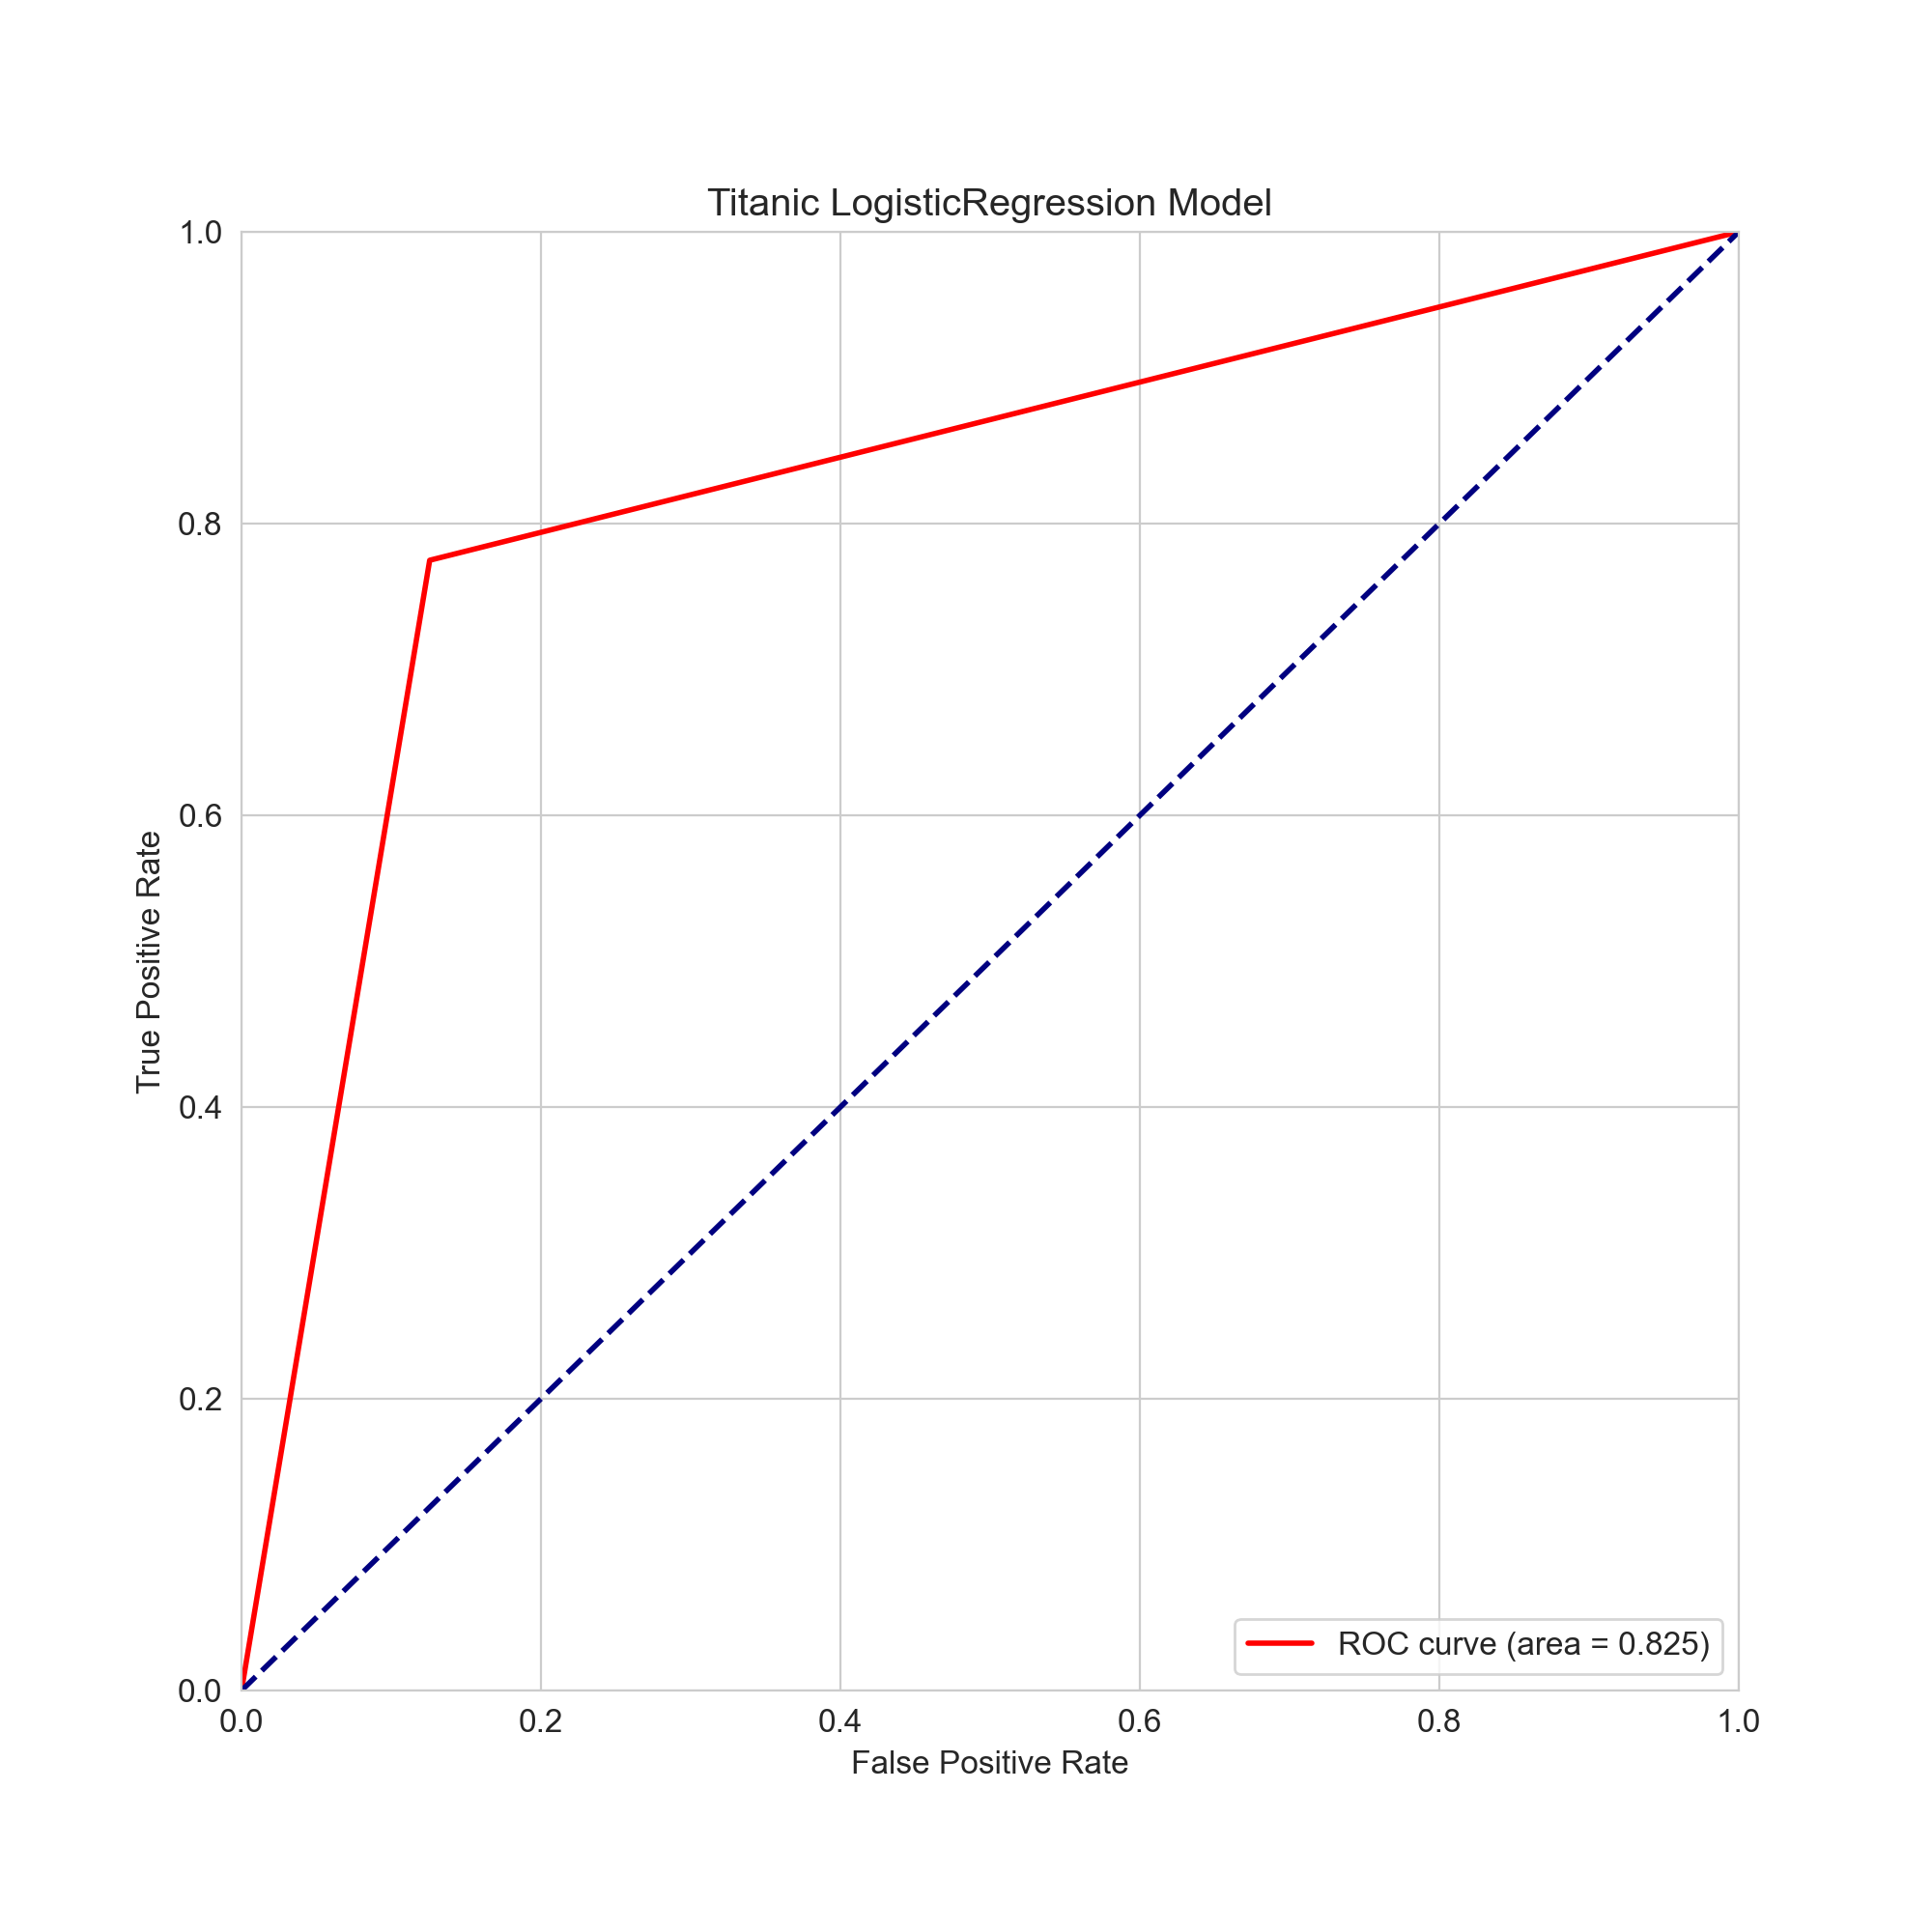 Titanic LogisticRegression Model
1.0
0.8
0.6
0.4
0.2
0.0
True Positive Rate
ROC curve (area = 0.825)
0.0 0.2 0.4 0.6 0.8 1.0
False Positive Rate